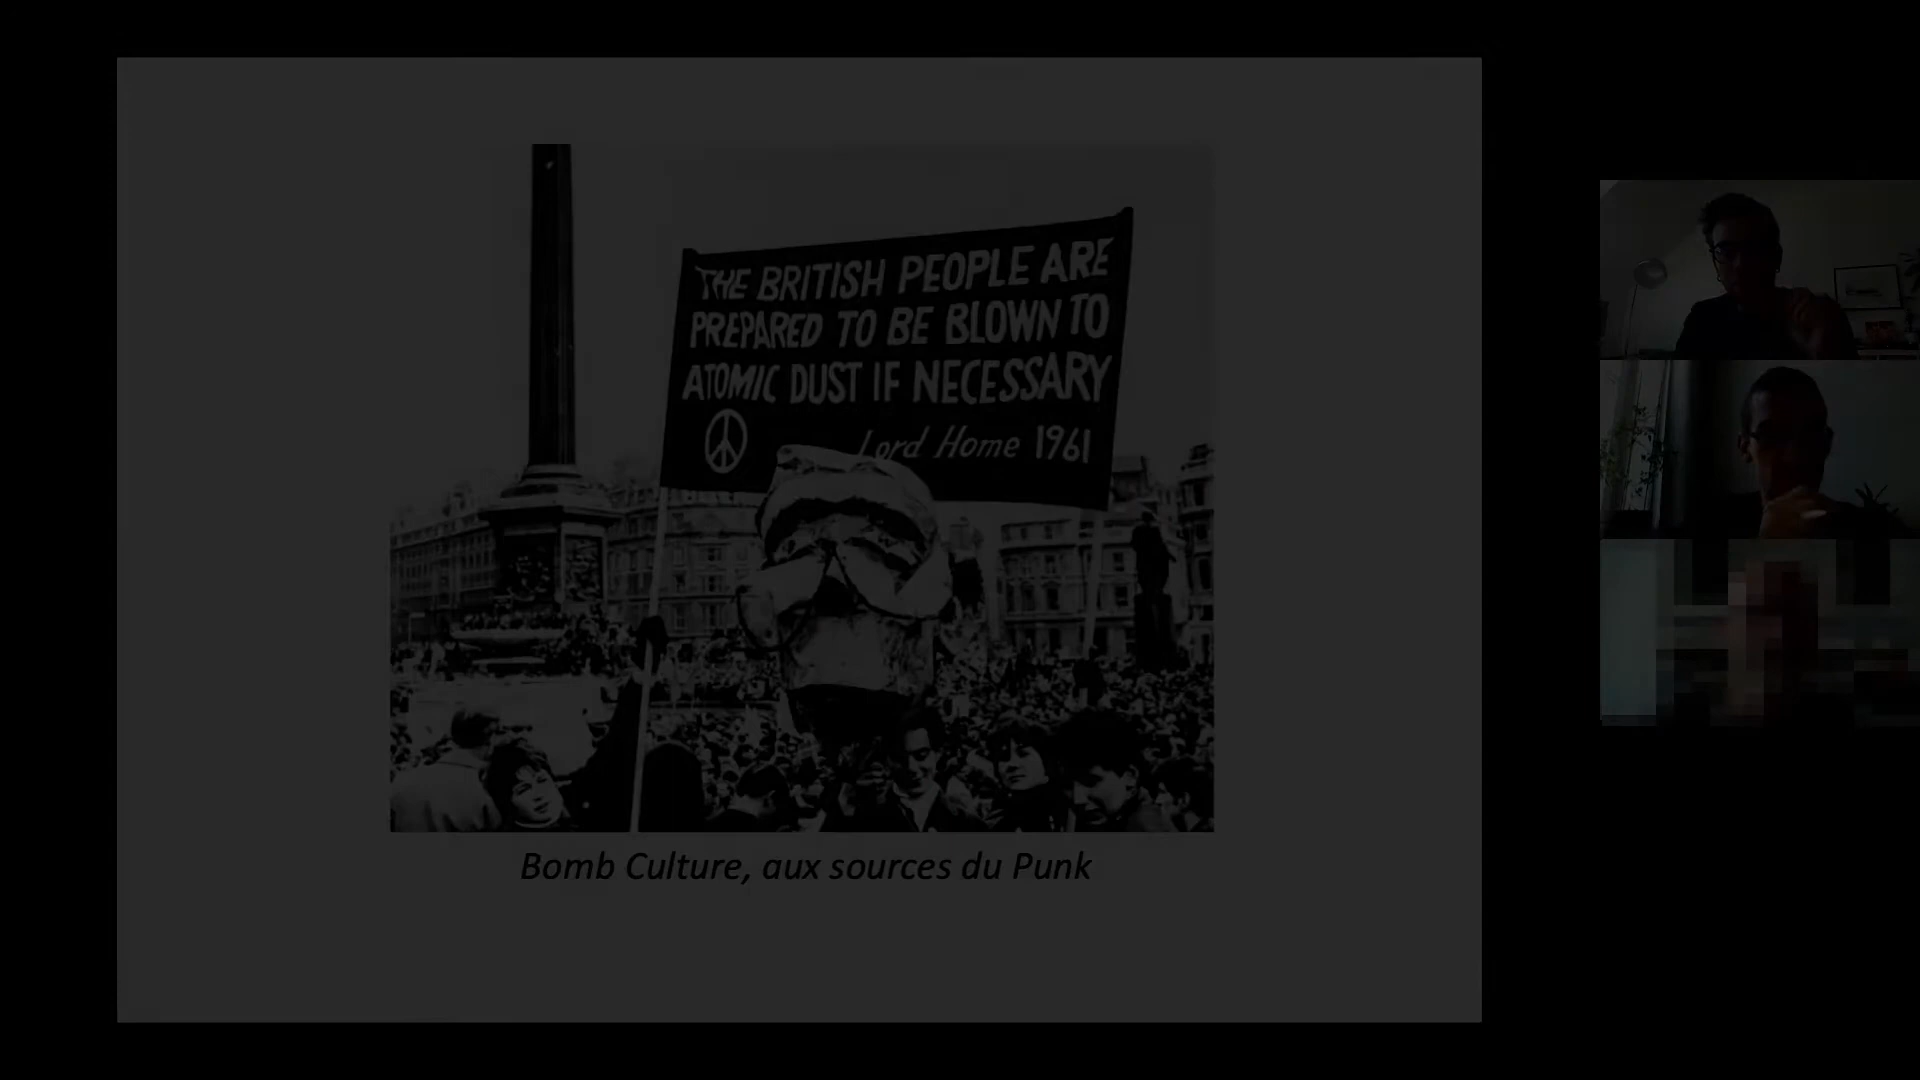 THE BRITISH PEOPLE ARE
PREPARED TO BE BLOWN TO
ATOMIC DUST IF NECESSARY
Lord Home 1961
Bomb Culture, aux sources du Punk